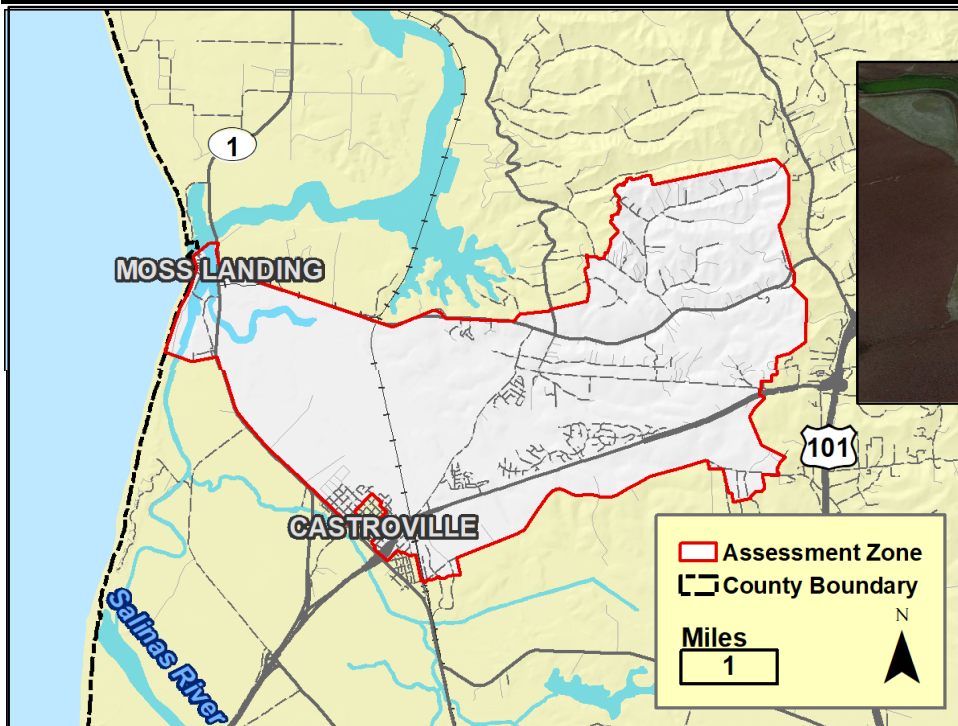 1
MOSS LANDING
101
CASTROVILLE
Assessment Zone
County Boundary
N
Miles
1
Salinas River